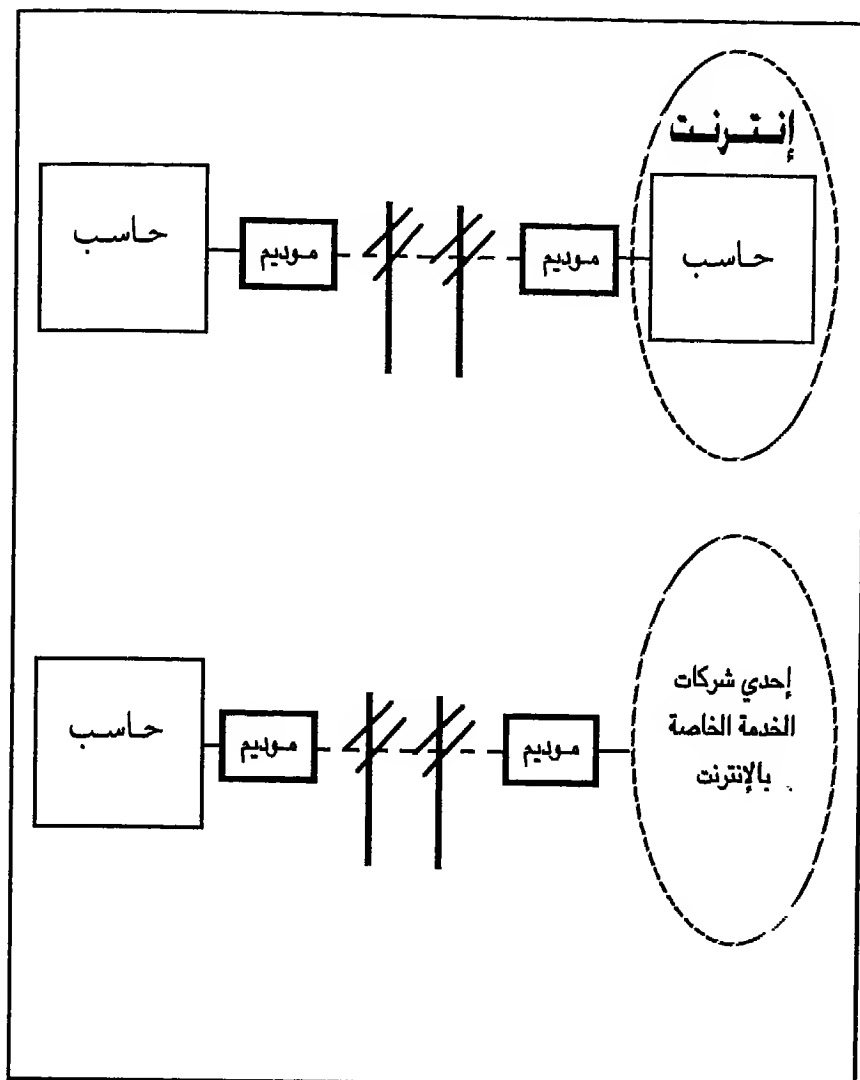 إنترنت
حاسب
موديم
موديم
حاسب
إحدي شركات
الخدمة الخاصة
بالإنترنت
موديم
موديم
حاسب